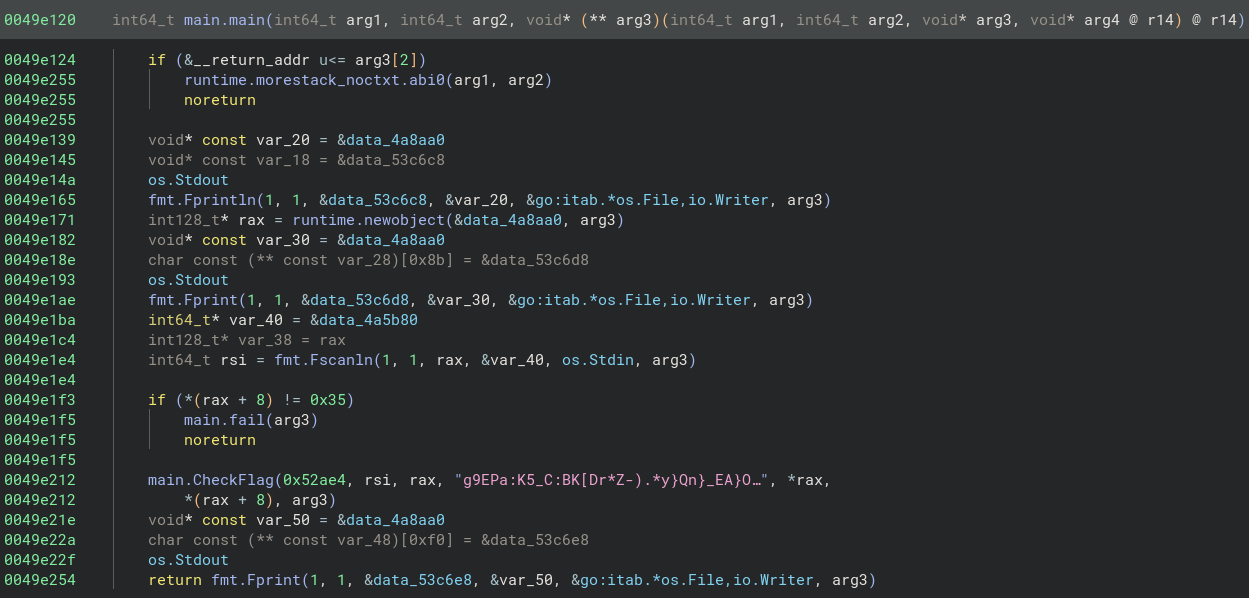 0049e120 int64_t main.main(int64_t arg1, int64_t arg2, void* (** arg3)(int64_t arg1, int64_t arg2, void* arg3, void* arg4 @ r14) @ r14)
0049e124 if (&__return_addr u<= arg3[2])
0049e255 runtime.morestack_noctxt.abi0(arg1, arg2)
0049e255 noreturn
0049e255
0049e139 void* const var_20 = &data_4a8aa0
0049e145 void* const var_18 = &data_53c6c8
0049e14a os.Stdout
0049e165 fmt.Fprintln(1, 1, &data_53c6c8, &var_20, &go:itab.*os.File,io.Writer, arg3)
0049e171 int128_t* rax = runtime.newobject(&data_4a8aa0, arg3)
0049e182 void* const var_30 = &data_4a8aa0
0049e18e char const (** const var_28)[0x8b] = &data_53c6d8
0049e193 os.Stdout
0049e1ae fmt.Fprint(1, 1, &data_53c6d8, &var_30, &go:itab.*os.File,io.Writer, arg3)
0049e1ba int64_t* var_40 = &data_4a5b80
0049e1c4 int128_t* var_38 = rax
0049e1e4 int64_t rsi = fmt.Fscanln(1, 1, rax, &var_40, os.Stdin, arg3)
0049e1e4
0049e1f3 if (*(rax + 8) != 0x35)
0049e1f5 main.fail(arg3)
0049e1f5 noreturn
0049e1f5
0049e212 main.CheckFlag(0x52ae4, rsi, rax, "g9EPa:K5_C:BK[Dr*Z-).*y}Qn}_EA}O…", *rax,
0049e212 *(rax + 8), arg3)
0049e21e void* const var_50 = &data_4a8aa0
0049e22a char const (** const var_48)[0xf0] = &data_53c6e8
0049e22f os.Stdout
0049e254 return fmt.Fprint(1, 1, &data_53c6e8, &var_50, &go:itab.*os.File,io.Writer, arg3)